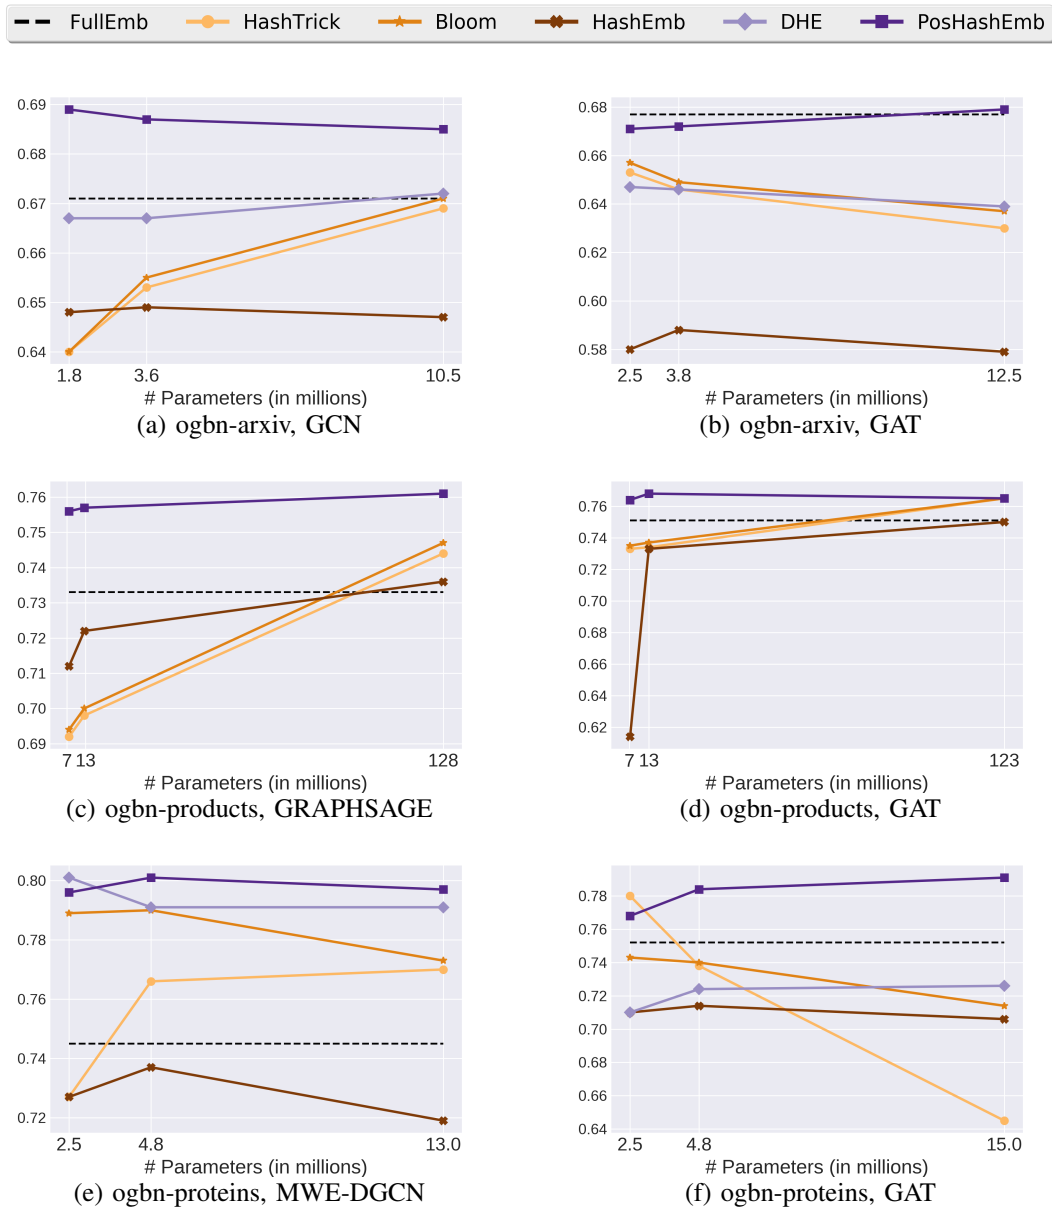 FullEmb HashTrick Bloom HashEmb DHE PosHashEmb
0.69
0.68
0.67
0.66
0.65
0.64
1.8 3.6 10.5
# Parameters (in millions)
(a) ogbn-arxiv, GCN
0.68
0.66
0.64
0.62
0.60
0.58
2.5 3.8 12.5
# Parameters (in millions)
(b) ogbn-arxiv, GAT
0.76
0.75
0.74
0.73
0.72
0.71
0.70
0.69
7 13 128
# Parameters (in millions)
(c) ogbn-products, GRAPHSAGE
0.76
0.74
0.72
0.70
0.68
0.66
0.64
0.62
7 13 123
# Parameters (in millions)
(d) ogbn-products, GAT
0.80
0.78
0.76
0.74
0.72
2.5 4.8 13.0
# Parameters (in millions)
(e) ogbn-proteins, MWE-DGCN
0.78
0.76
0.74
0.72
0.70
0.68
0.66
0.64
2.5 4.8 15.0
# Parameters (in millions)
(f) ogbn-proteins, GAT